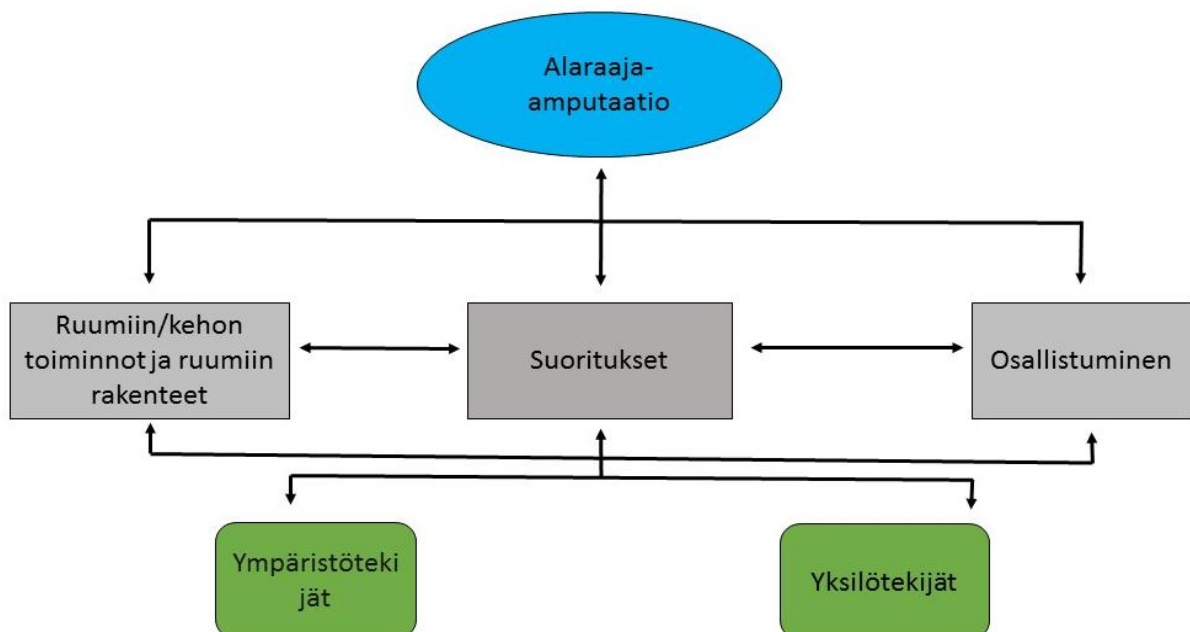 Alaraaja-
amputaatio
Ruumiin/kehon
toiminnot ja ruumiin
rakenteet
Suoritukset
Osallistuminen
Ympäristöteki
jät
Yksilötekijät